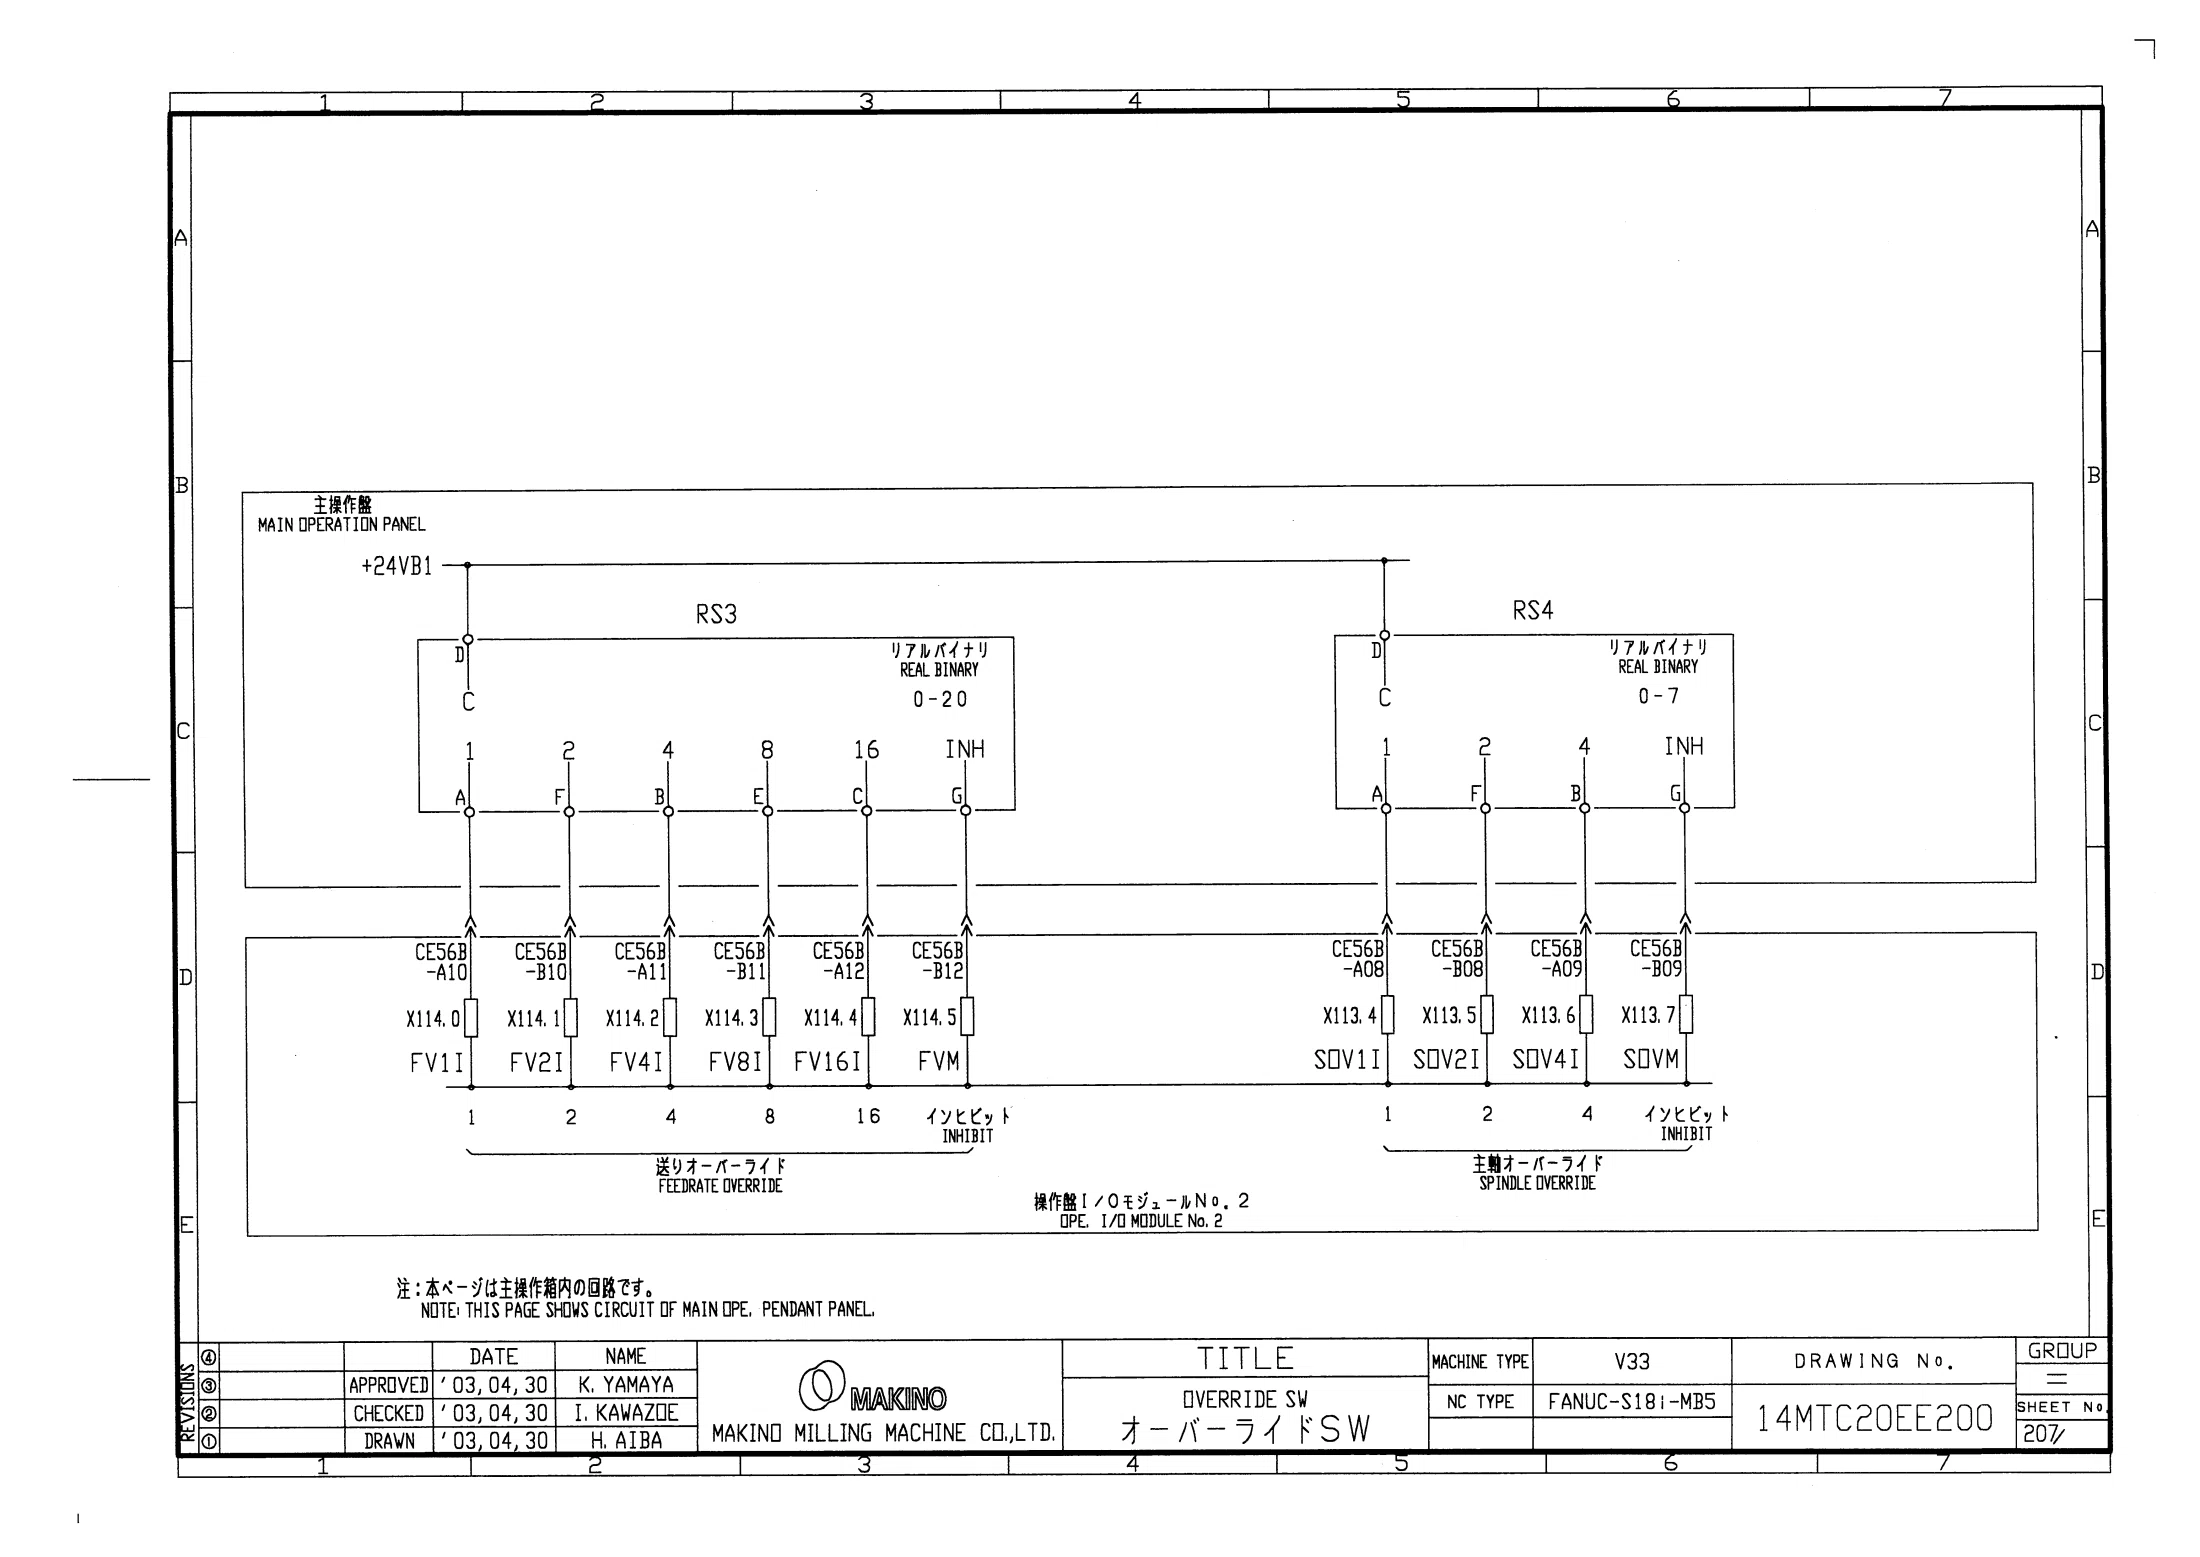 1 2 3 4 5 6 7
A A
B B
主操作盤
MAIN OPERATION PANEL
+24VB1
RS3 RS4
D D
リアルバイナリ リアルバイナリ
REAL BINARY REAL BINARY
C 0-20 C 0-7
C C
1 2 4 8 16 INH 1 2 4 INH
A F B E C G A F B G
CE56B CE56B CE56B CE56B CE56B CE56B CE56B CE56B CE56B CE56B
-A10 -B10 -A11 -B11 -A12 -B12 -A08 -B08 -A09 -B09
D D
X114.0 X114.1 X114.2 X114.3 X114.4 X114.5 X113.4 X113.5 X113.6 X113.7
FV1I FV2I FV4I FV8I FV16I FVM SOV1I SOV2I SOV4I SOVM
1 2 4 8 16 インヒビット 1 2 4 インヒビット
INHIBIT INHIBIT
送りオーバーライド 主軸オーバーライド
FEEDRATE OVERRIDE SPINDLE OVERRIDE
操作盤I/OモジュールNo.2
OPE. I/O MODULE No.2
E E
注:本ページは主操作箱内の回路です。
NOTE: THIS PAGE SHOWS CIRCUIT OF MAIN OPE. PENDANT PANEL.
REVISIONS
④ DATE NAME
③ APPROVED '03,04,30 K. YAMAYA
② CHECKED '03,04,30 I. KAWAZOE
① DRAWN '03,04,30 H. AIBA
MAKINO
MAKINO MILLING MACHINE CO.,LTD.
TITLE
OVERRIDE SW
オーバーライドSW
MACHINE TYPE V33
NC TYPE FANUC-S18i-MB5
DRAWING No.
14MTC20EE200
GROUP
=
SHEET No.
207/
1 2 3 4 5 6 7